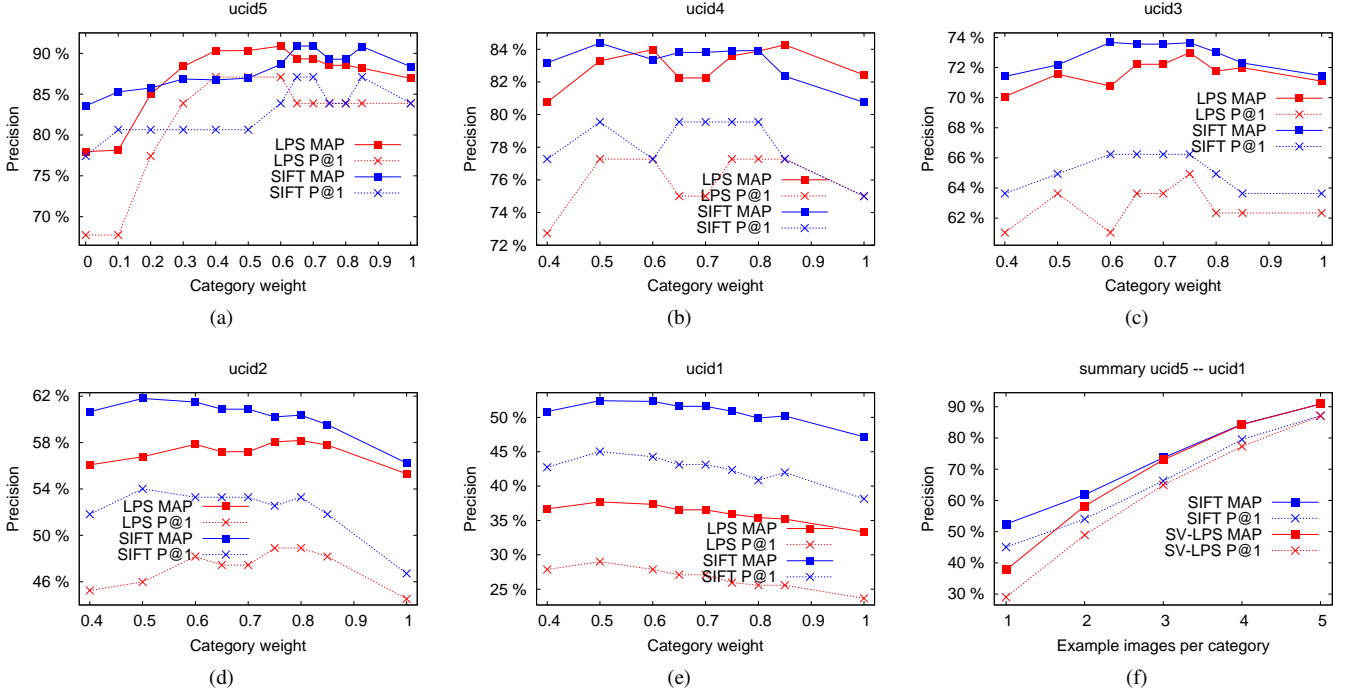 ucid5
Precision
90 %
85 %
80 %
75 %
70 %
LPS MAP
LPS P@1
SIFT MAP
SIFT P@1
0 0.1 0.2 0.3 0.4 0.5 0.6 0.7 0.8 0.9 1
Category weight
(a)
ucid4
Precision
84 %
82 %
80 %
78 %
76 %
74 %
72 %
LPS MAP
LPS P@1
SIFT MAP
SIFT P@1
0.4 0.5 0.6 0.7 0.8 0.9 1
Category weight
(b)
ucid3
Precision
74 %
72 %
70 %
68 %
66 %
64 %
62 %
LPS MAP
LPS P@1
SIFT MAP
SIFT P@1
0.4 0.5 0.6 0.7 0.8 0.9 1
Category weight
(c)
ucid2
Precision
62 %
58 %
54 %
50 %
46 %
LPS MAP
LPS P@1
SIFT MAP
SIFT P@1
0.4 0.5 0.6 0.7 0.8 0.9 1
Category weight
(d)
ucid1
Precision
50 %
45 %
40 %
35 %
30 %
25 %
LPS MAP
LPS P@1
SIFT MAP
SIFT P@1
0.4 0.5 0.6 0.7 0.8 0.9 1
Category weight
(e)
summary ucid5 -- ucid1
Precision
90 %
80 %
70 %
60 %
50 %
40 %
30 %
SIFT MAP
SIFT P@1
SV-LPS MAP
SV-LPS P@1
1 2 3 4 5
Example images per category
(f)